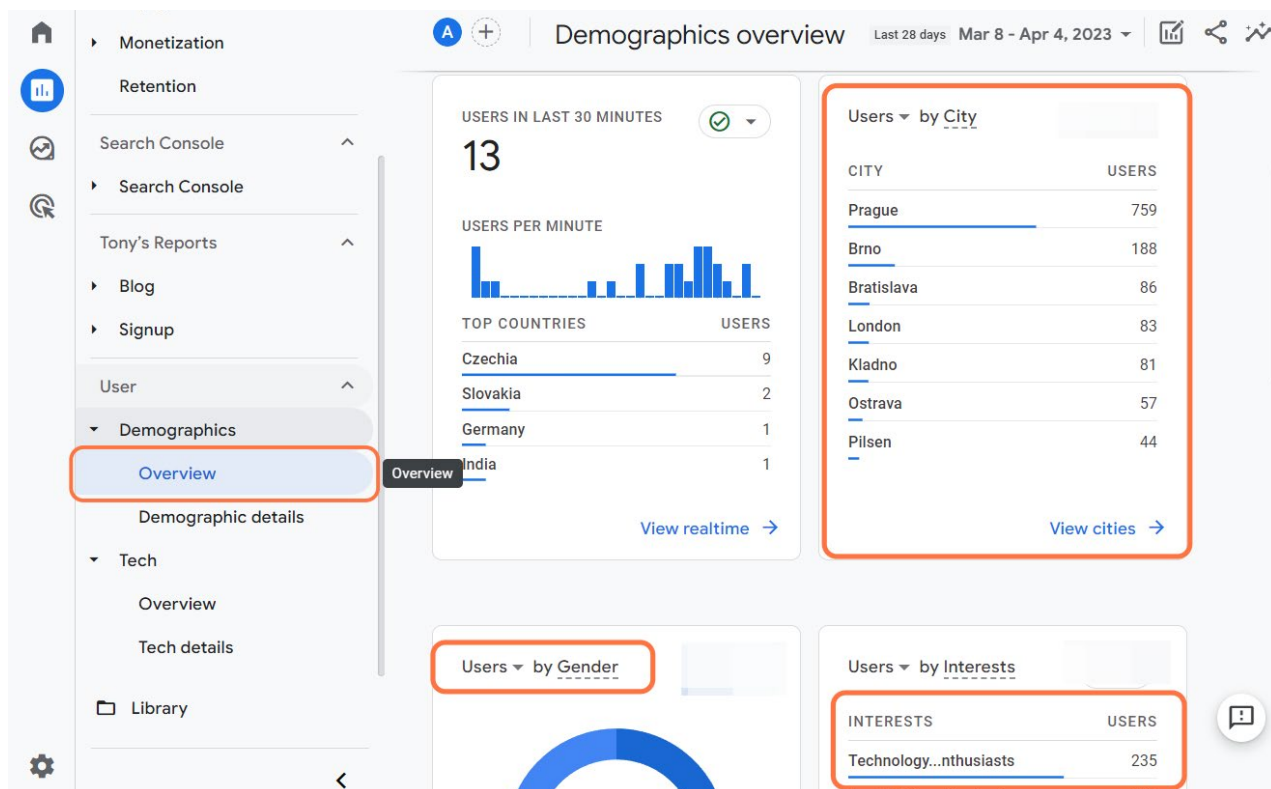 Monetization
Retention
Search Console
Search Console
Tony's Reports
Blog
Signup
User
Demographics
Overview
Overview
Demographic details
Tech
Overview
Tech details
Library
A
Demographics overview Last 28 days Mar 8 - Apr 4, 2023
USERS IN LAST 30 MINUTES
13
USERS PER MINUTE
TOP COUNTRIES USERS
Czechia 9
Slovakia 2
Germany 1
India 1
View realtime
Users by City
CITY USERS
Prague 759
Brno 188
Bratislava 86
London 83
Kladno 81
Ostrava 57
Pilsen 44
View cities
Users by Gender
Users by Interests
INTERESTS USERS
Technology...nthusiasts 235